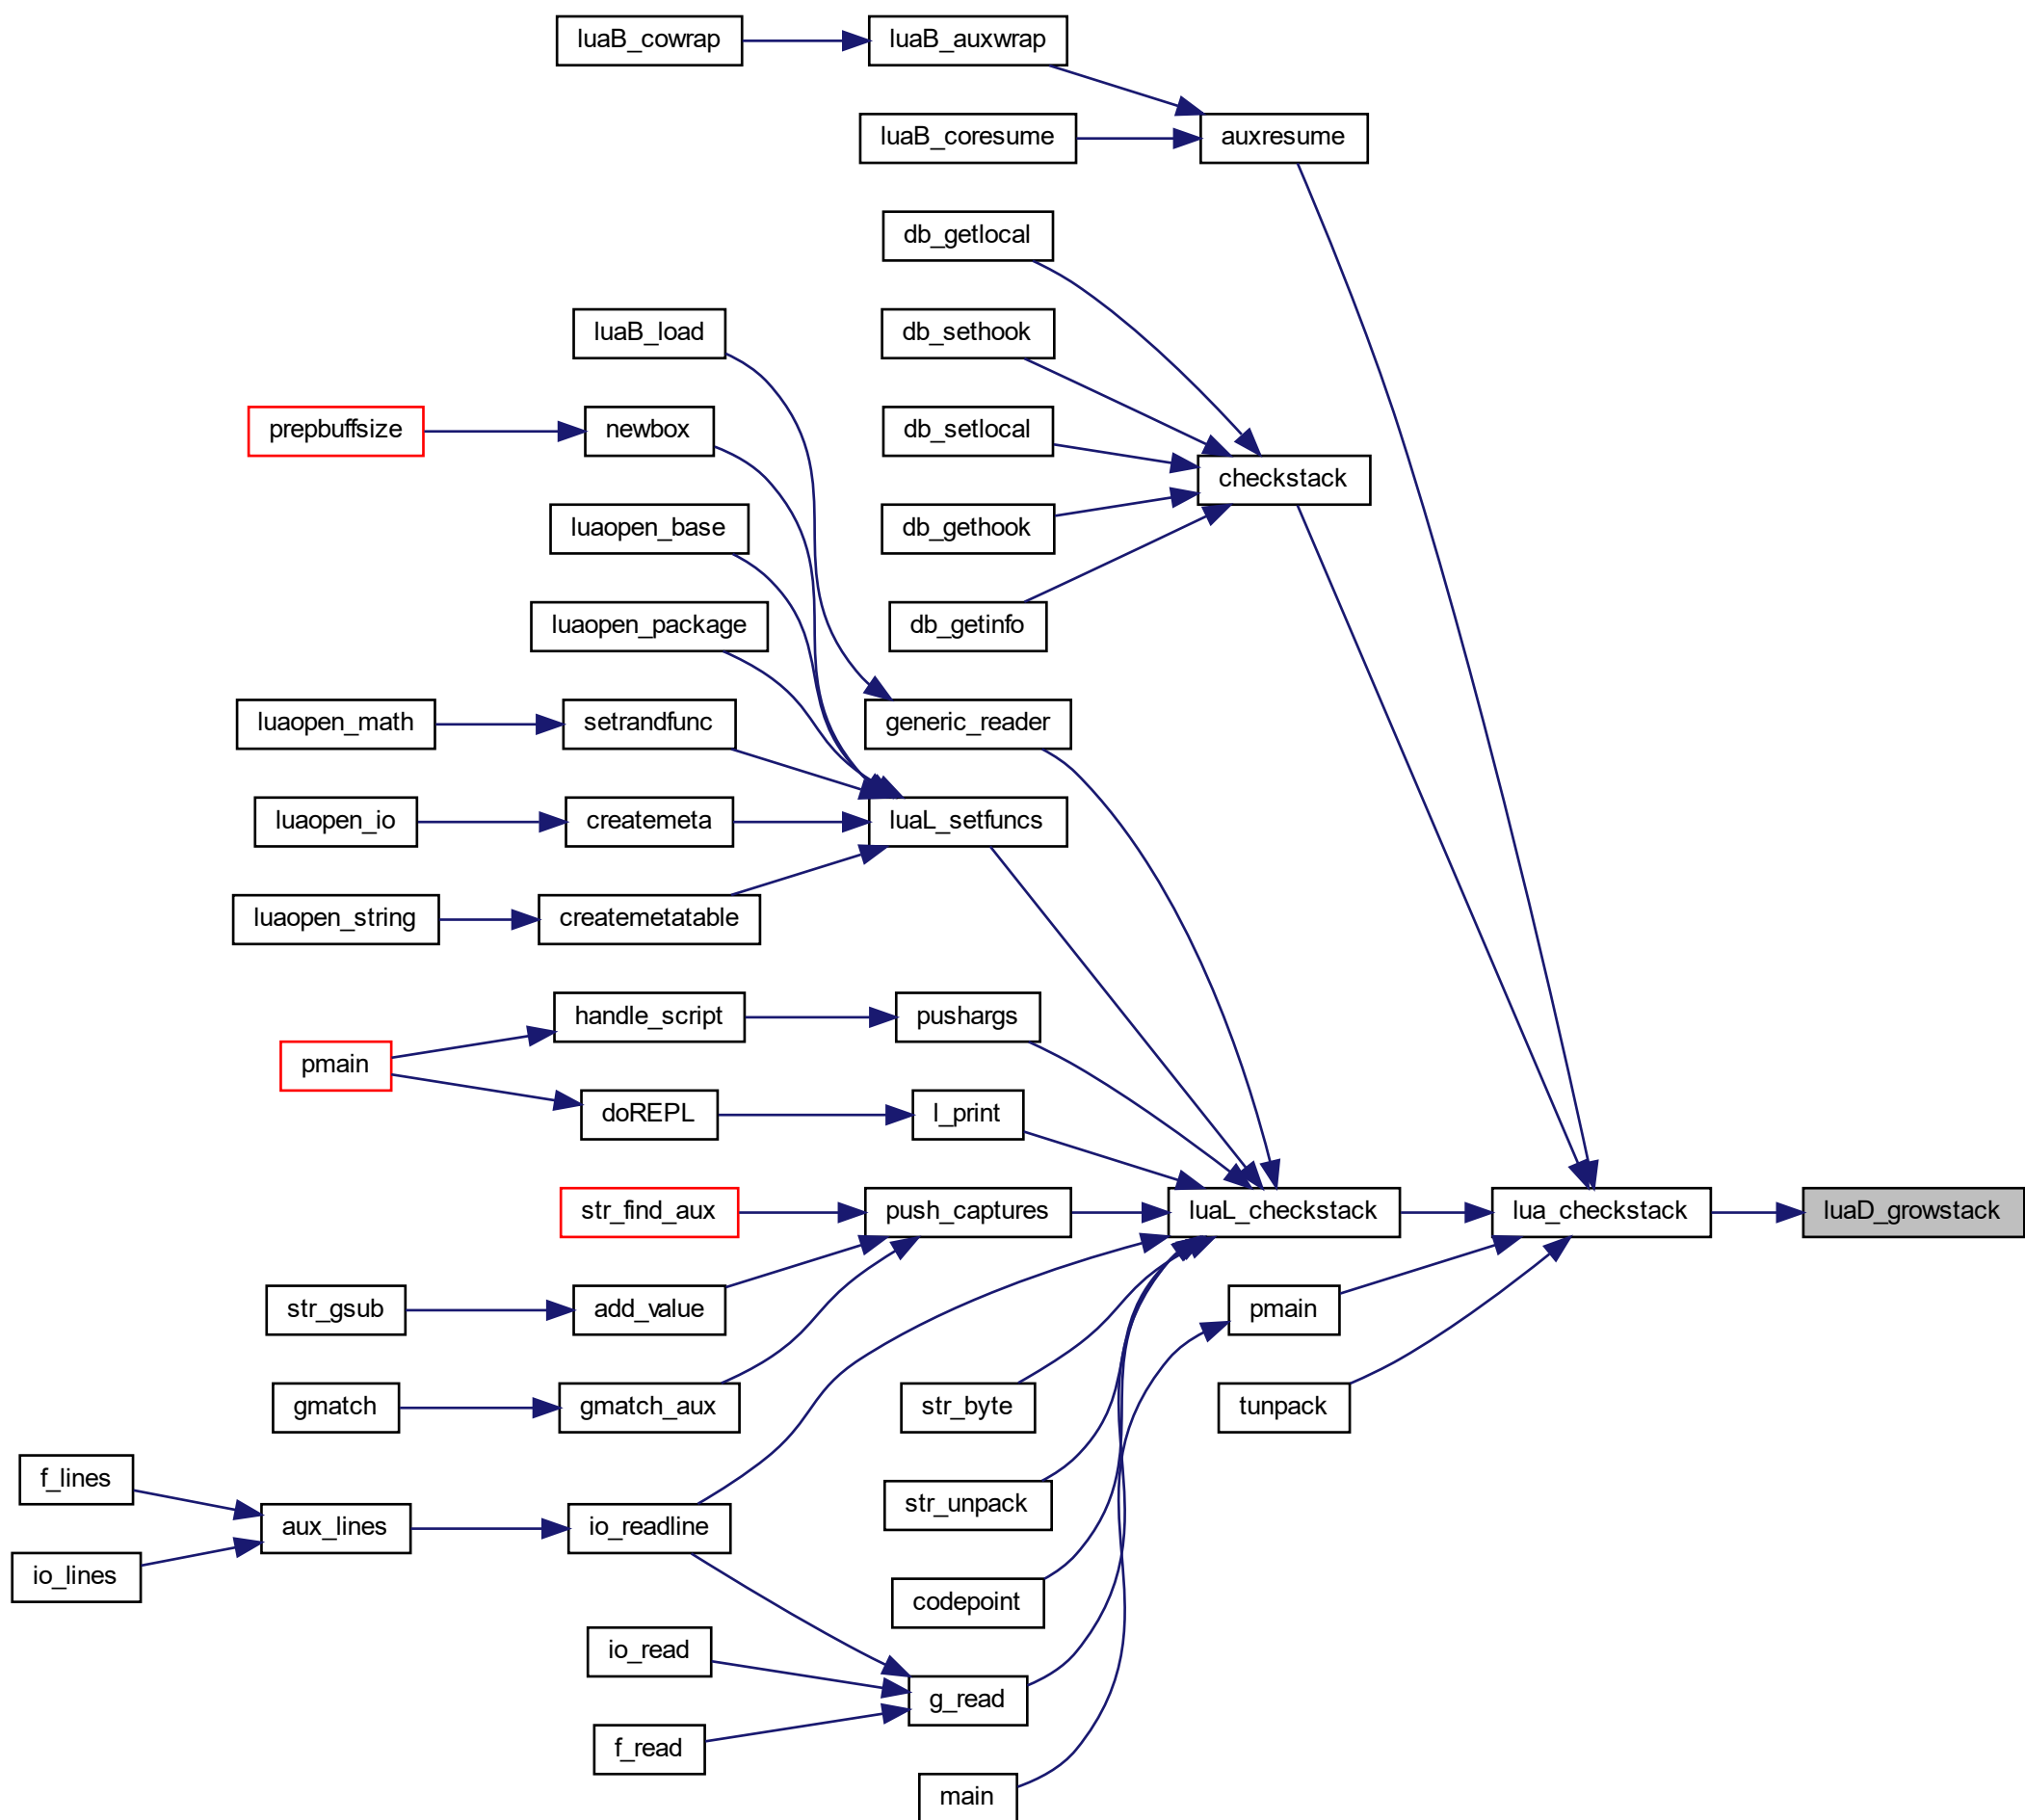 luaB_cowrap
luaB_auxwrap
luaB_coresume
auxresume
db_getlocal
luaB_load
db_sethook
prepbuffsize
newbox
db_setlocal
checkstack
luaopen_base
db_gethook
luaopen_package
db_getinfo
luaopen_math
setrandfunc
generic_reader
luaopen_io
createmeta
luaL_setfuncs
luaopen_string
createmetatable
handle_script
pushargs
pmain
doREPL
l_print
str_find_aux
push_captures
luaL_checkstack
lua_checkstack
luaD_growstack
str_gsub
add_value
pmain
gmatch
gmatch_aux
str_byte
tunpack
f_lines
str_unpack
aux_lines
io_readline
io_lines
codepoint
io_read
g_read
f_read
main